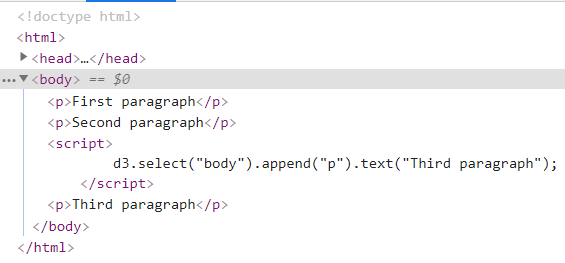 <!doctype html>
<html>
▶<head>…</head>
…▼<body> == $0
<p>First paragraph</p>
<p>Second paragraph</p>
<script>
d3.select("body").append("p").text("Third paragraph");
</script>
<p>Third paragraph</p>
</body>
</html>